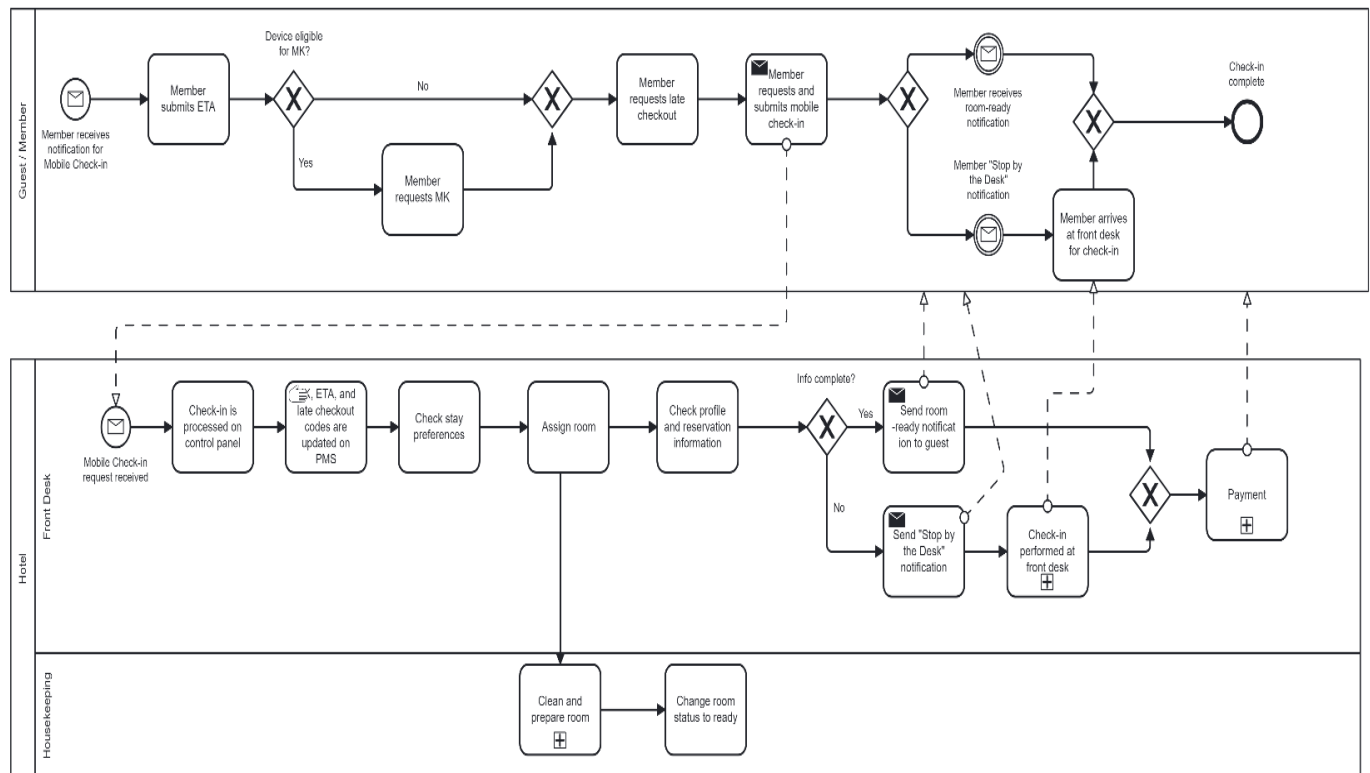 Guest / Member
Member receives
notification for
Mobile Check-in
Member
submits ETA
Device eligible
for MK?
No
Yes
Member
requests MK
Member
requests late
checkout
Member
requests and
submits mobile
check-in
Member receives
room-ready
notification
Member "Stop by
the Desk"
notification
Member arrives
at front desk
for check-in
Check-in
complete
Hotel
Front Desk
Mobile Check-in
request received
Check-in is
processed on
control panel
ETA, and
late checkout
codes are
updated on
PMS
Check stay
preferences
Assign room
Check profile
and reservation
information
Info complete?
Yes
No
Send room
-ready notificat
ion to guest
Send "Stop by
the Desk"
notification
Check-in
performed at
front desk
Payment
Housekeeping
Clean and
prepare room
Change room
status to ready